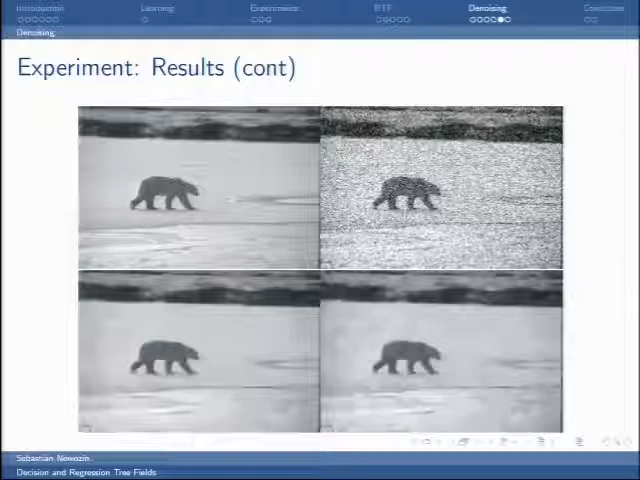 Introduction Learning Experiments RTF Denoising Conclusion
Denoising
Experiment: Results (cont)
Sebastian Nowozin
Decision and Regression Tree Fields